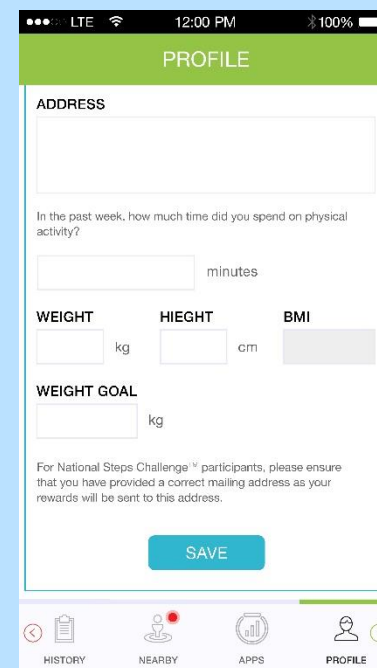 LTE 12:00 PM 100%
PROFILE
ADDRESS
In the past week, how much time did you spend on physical
activity?
minutes
WEIGHT HIEGHT BMI
kg cm
WEIGHT GOAL
kg
For National Steps Challenge™ participants, please ensure
that you have provided a correct mailing address as your
rewards will be sent to this address.
SAVE
HISTORY NEARBY APPS PROFILE